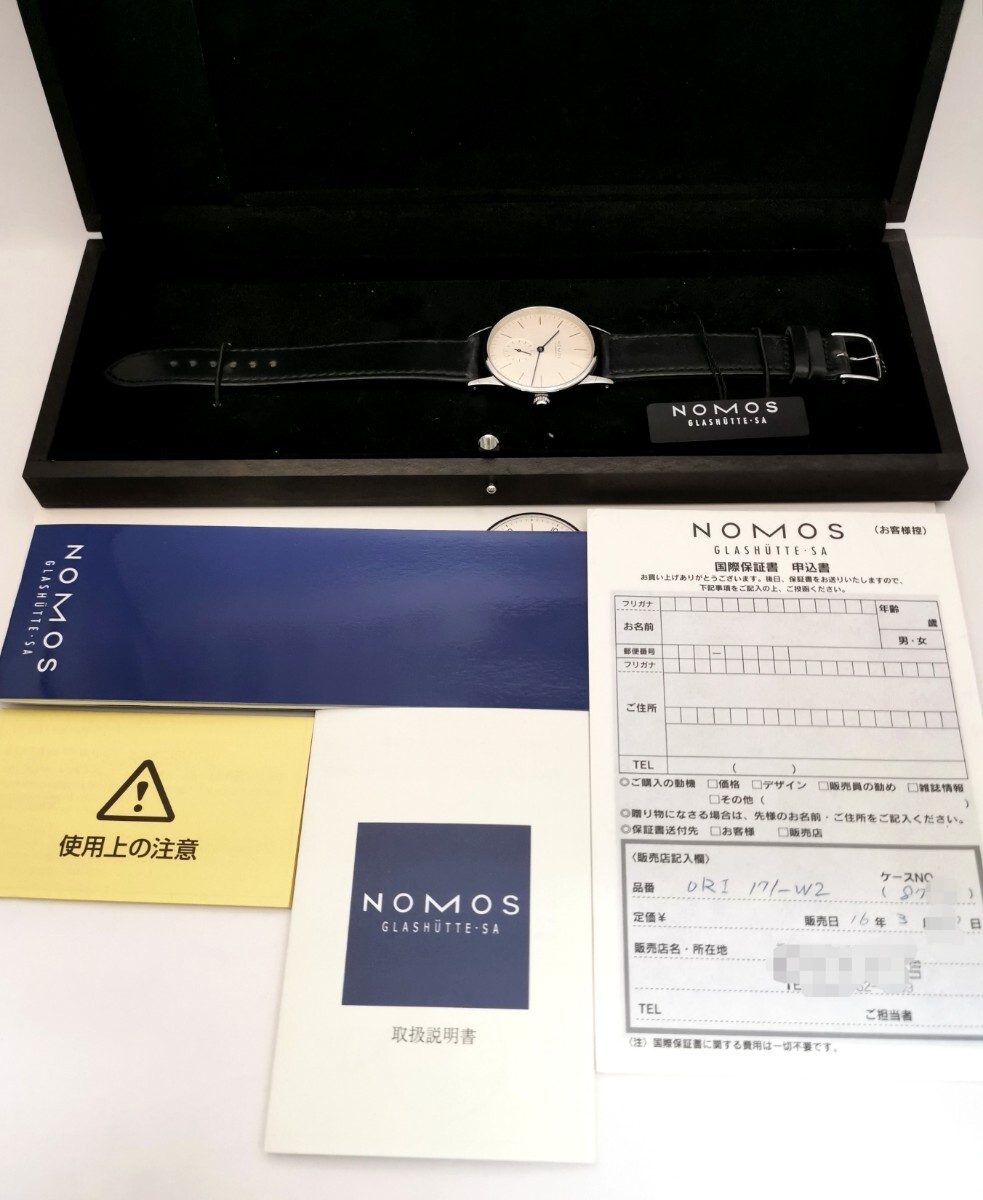 NOMOS
GLASHÜTTE·SA
NOMOS
GLASHÜTTE·SA
使用上の注意
NOMOS
GLASHÜTTE·SA
取扱説明書
NOMOS
(お客様控)
GLASHÜTTE·SA
国際保証書 申込書
お買い上げありがとうございます。後日、保証書をお送りいたしますので、
下記事項をご記入の上、ご投函ください。
フリガナ
お名前
年齢
歳
男・女
郵便番号
フリガナ
ご住所
TEL ( )
◎ご購入の動機 □価格 □デザイン □販売員の勧め □雑誌情報
□その他 ( )
◎贈り物になさる場合は、先様のお名前・ご住所をご記入ください。
◎保証書送付先 □お客様 □販売店
〈販売店記入欄〉
ケースNO
品番 ORI 171-W2 (87 )
定価¥ 販売日 16年 3 日
販売店名・所在地
TEL
ご担当者
(注) 国際保証書に関する費用は一切不要です。